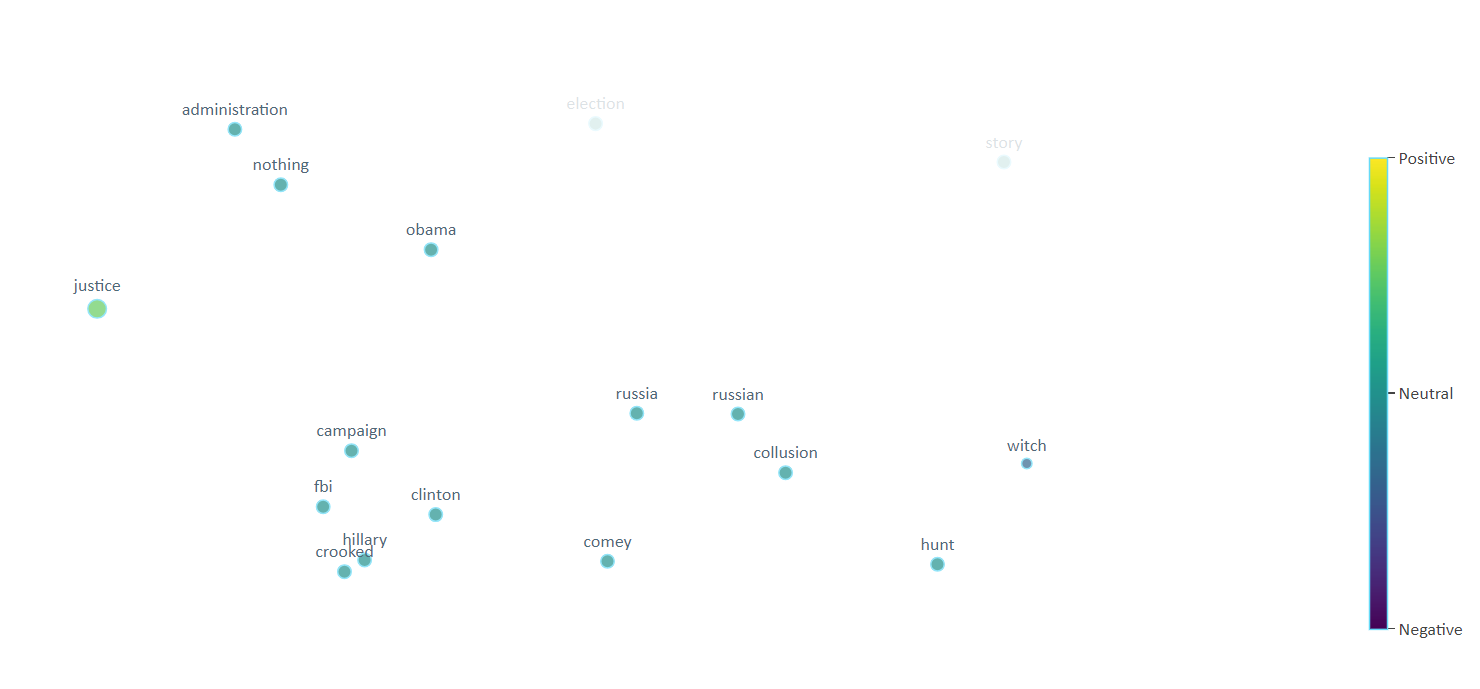 election
administration
story
Positive
nothing
obama
justice
Neutral
russia
russian
campaign
witch
collusion
fbi
clinton
hillary
comey
hunt
crooked
Negative